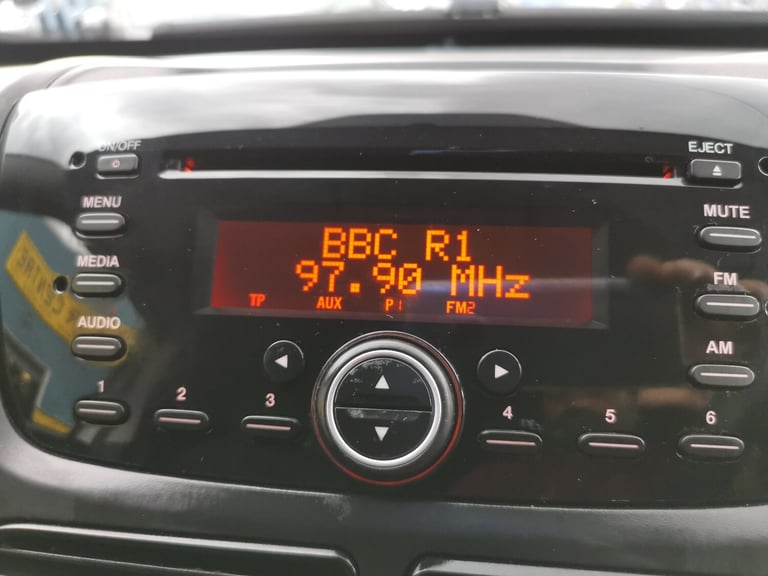 ON/OFF
EJECT
MENU
MUTE
BBC R1
MEDIA
97.90 MHz
FM
TP AUX P1 FM2
AUDIO
AM
1
2
3
4
5
6